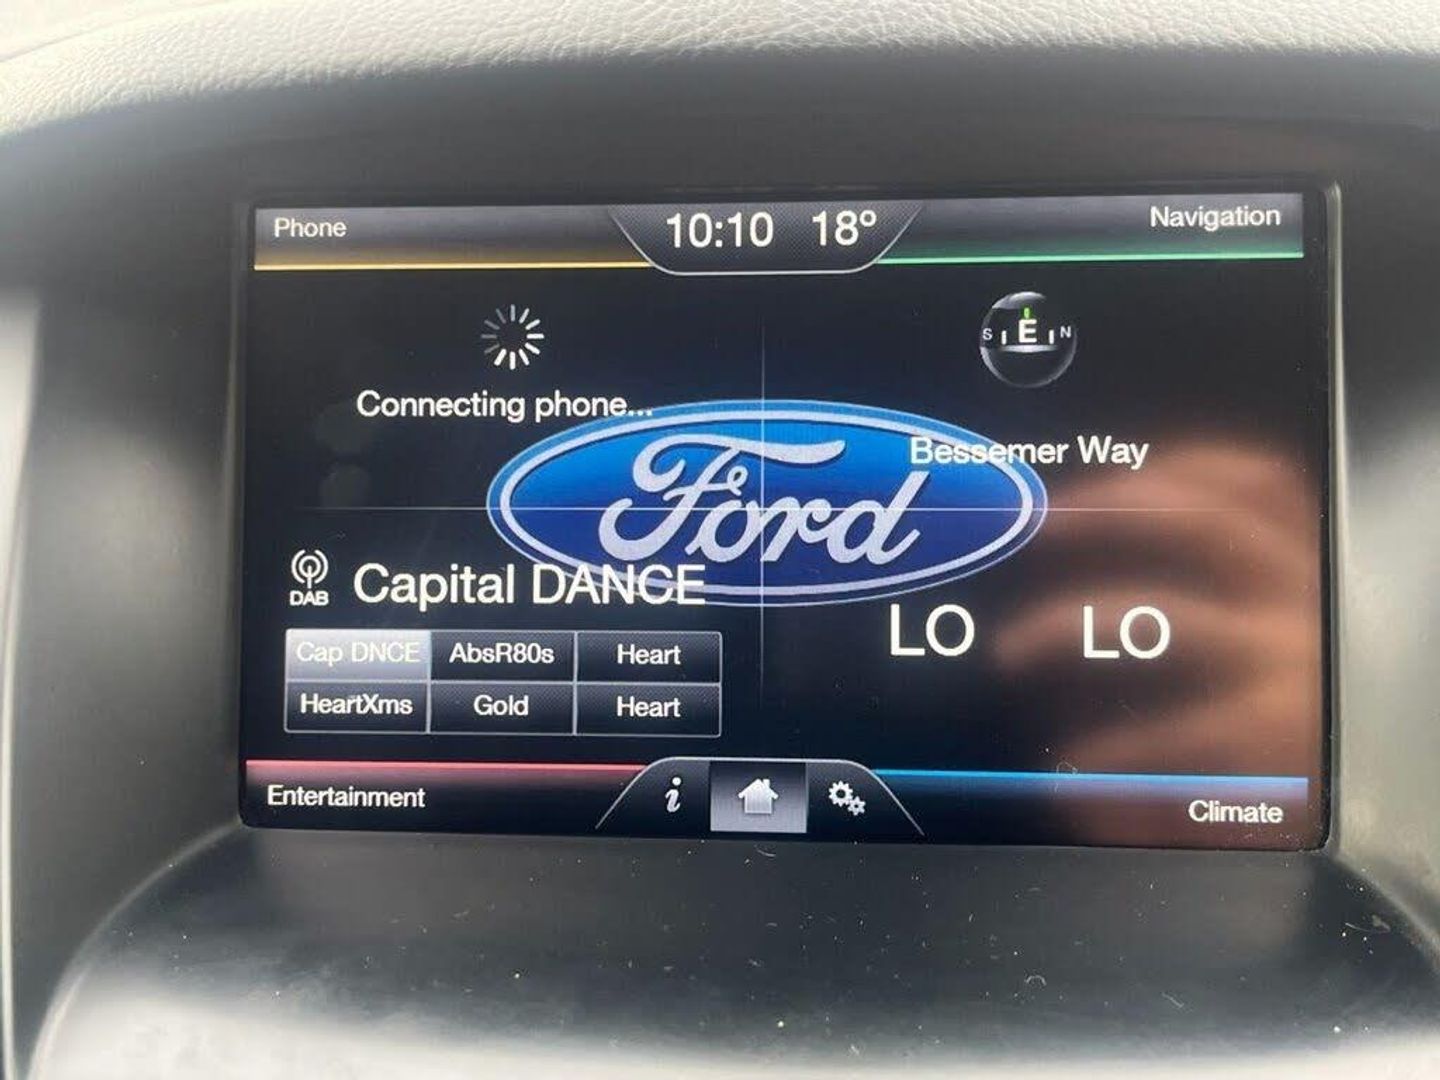 Phone
10:10 18º
Navigation
S E N
Connecting phone...
Bessemer Way
Ford
DAB
Capital DANCE
LO LO
Cap DNCE AbsR80s Heart
HeartXms Gold Heart
Entertainment
i
Climate